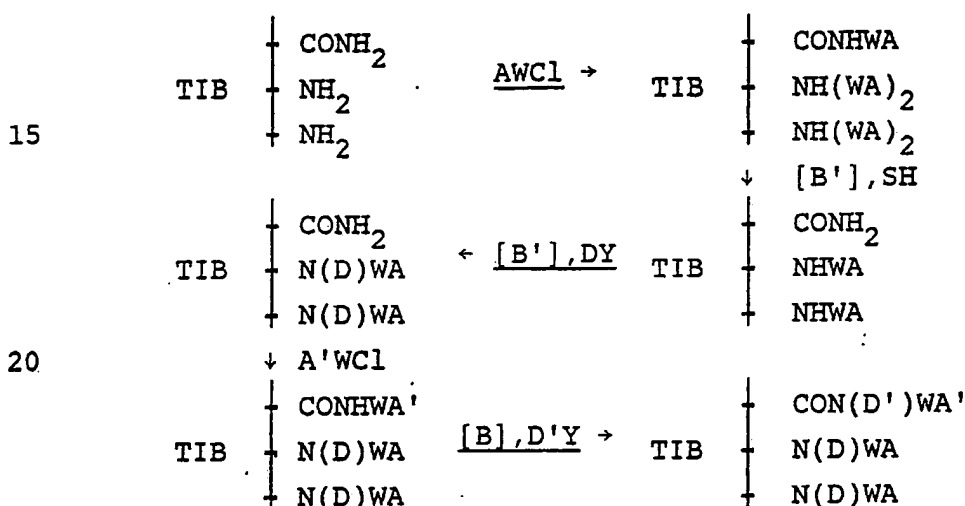 CONH₂ CONHWA
TIB NH₂ AWCl → TIB NH(WA)₂
15 NH₂ NH(WA)₂
↓ [B'],SH
CONH₂ CONH₂
TIB N(D)WA ← [B'],DY TIB NHWA
N(D)WA NHWA
20 ↓ A'WCl
CONHWA' CON(D')WA'
TIB N(D)WA [B],D'Y → TIB N(D)WA
N(D)WA N(D)WA